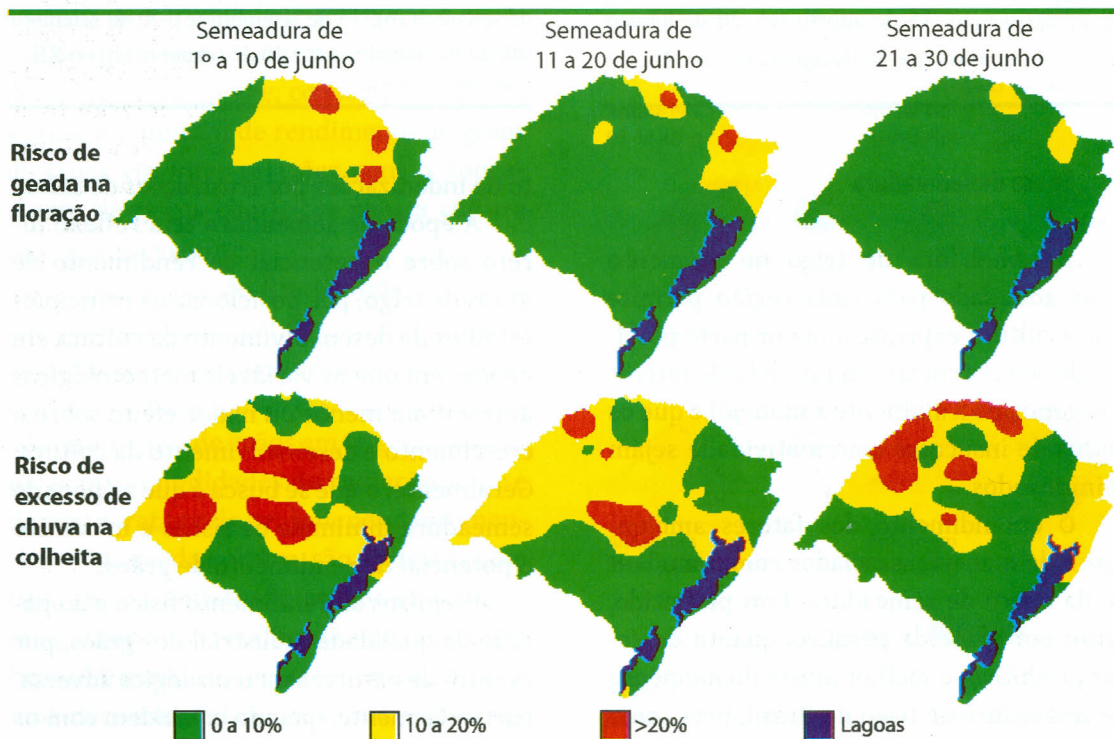 Semeadura de
1º a 10 de junho
Semeadura de
11 a 20 de junho
Semeadura de
21 a 30 de junho
Risco de
geada na
floração
Risco de
excesso de
chuva na
colheita
0 a 10%
10 a 20%
>20%
Lagoas